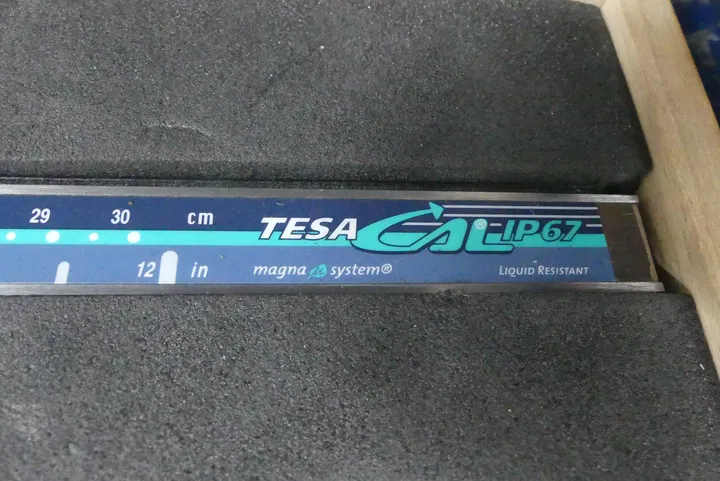 29 30 cm
TESA CAL® IP67
12 in
magna system®
LIQUID RESISTANT